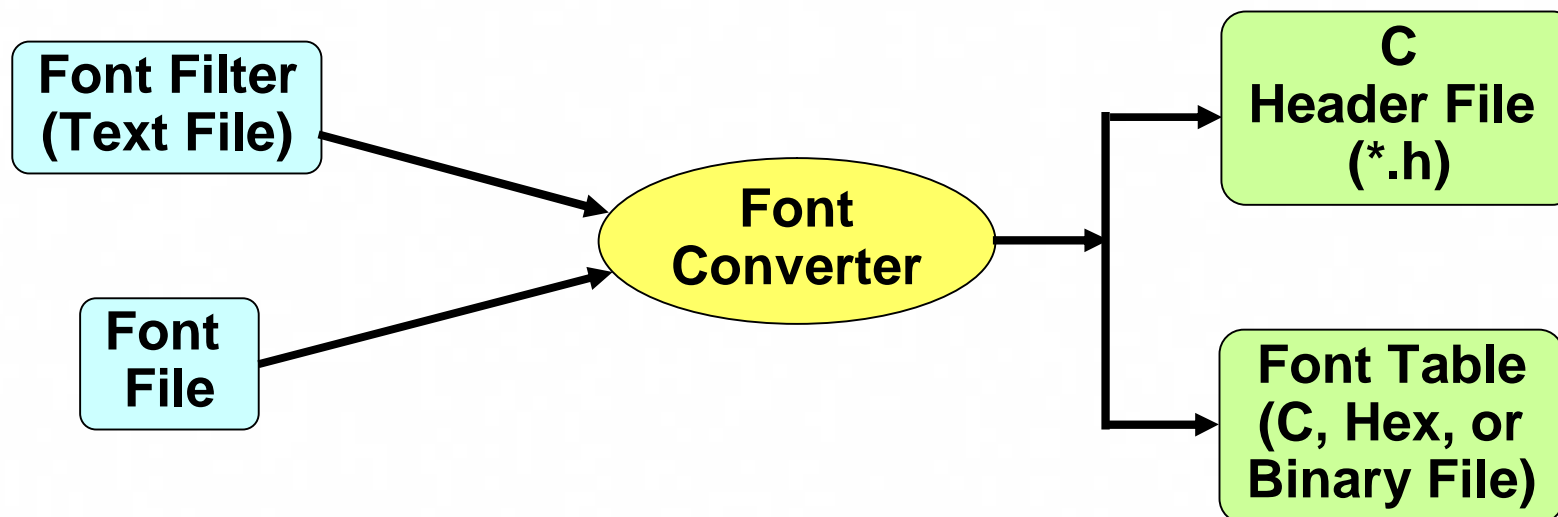 Font Filter
(Text File)
Font
File
Font
Converter
C
Header File
(*.h)
Font Table
(C, Hex, or
Binary File)